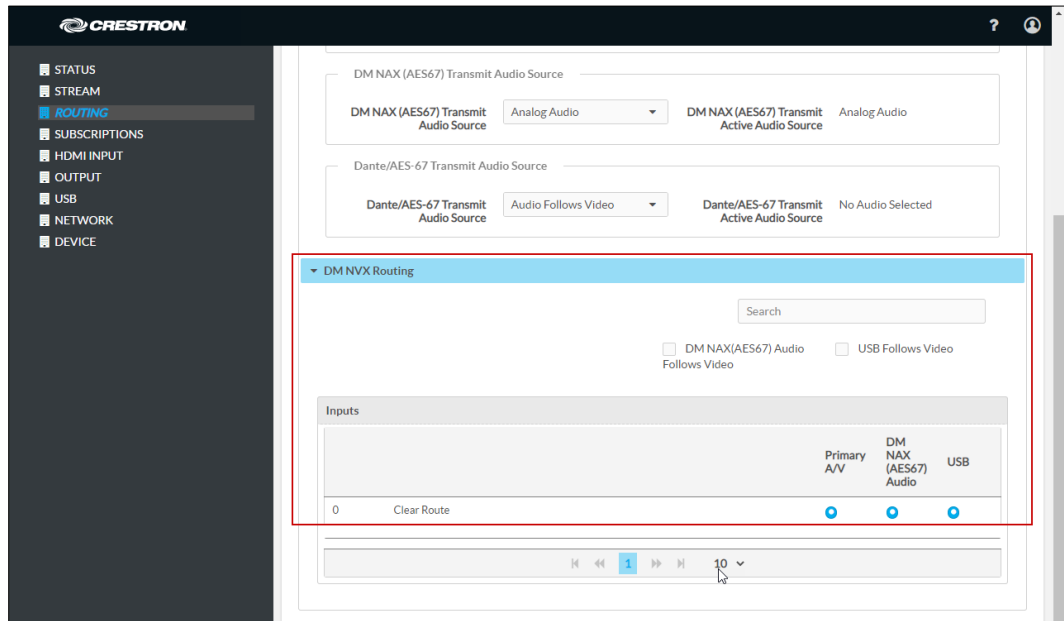 CRESTRON
?
STATUS
STREAM
ROUTING
SUBSCRIPTIONS
HDMI INPUT
OUTPUT
USB
NETWORK
DEVICE
DM NAX (AES67) Transmit Audio Source
DM NAX (AES67) Transmit
Audio Source
Analog Audio
DM NAX (AES67) Transmit
Active Audio Source
Analog Audio
Dante/AES-67 Transmit Audio Source
Dante/AES-67 Transmit
Audio Source
Audio Follows Video
Dante/AES-67 Transmit
Active Audio Source
No Audio Selected
DM NVX Routing
Search
DM NAX(AES67) Audio
Follows Video
USB Follows Video
Inputs
Primary
A/V
DM
NAX
(AES67)
Audio
USB
0 Clear Route
1 10